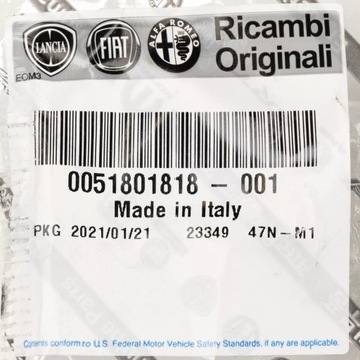 LANCIA FIAT ALFA ROMEO Ricambi
Originali
EOM3
0051801818 - 001
Made in Italy
PKG 2021/01/21 23349 47N-M1
Contents conform to U.S. Federal Motor Vehicle Safety Standards, if any are applicable.